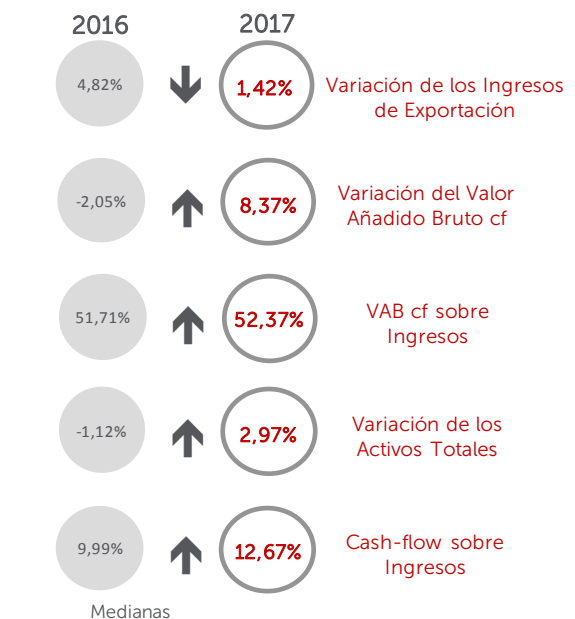 2016
2017
4,82%
1,42%
Variación de los Ingresos
de Exportación
-2,05%
8,37%
Variación del Valor
Añadido Bruto cf
51,71%
52,37%
VAB cf sobre
Ingresos
-1,12%
2,97%
Variación de los
Activos Totales
9,99%
12,67%
Cash-flow sobre
Ingresos
Medianas